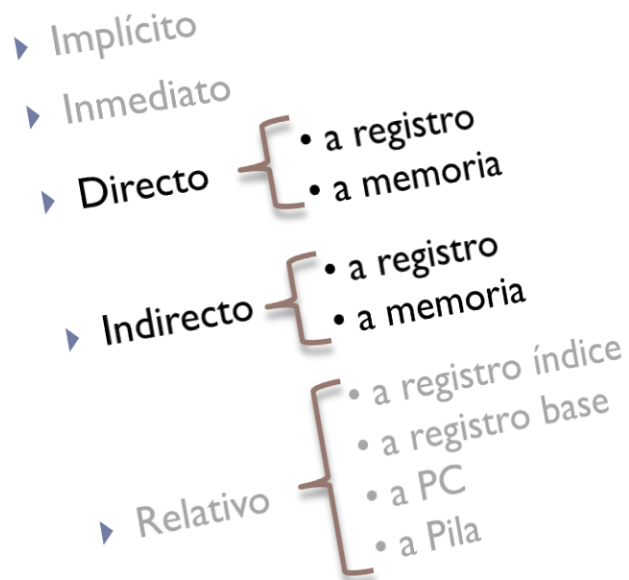 Implícito
Inmediato
Directo
• a registro
• a memoria
Indirecto
• a registro
• a memoria
Relativo
• a registro índice
• a registro base
• a PC
• a Pila